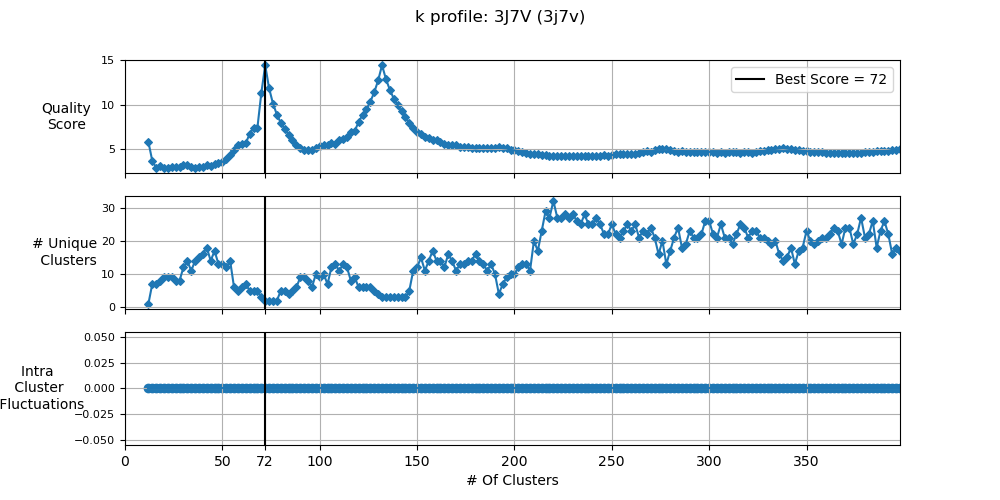 k profile: 3J7V (3j7v)
15
10
5
Quality
Score
Best Score = 72
30
20
10
0
# Unique
Clusters
0.050
0.025
0.000
−0.025
−0.050
Intra
Cluster
Fluctuations
0 50 72 100 150 200 250 300 350
# Of Clusters